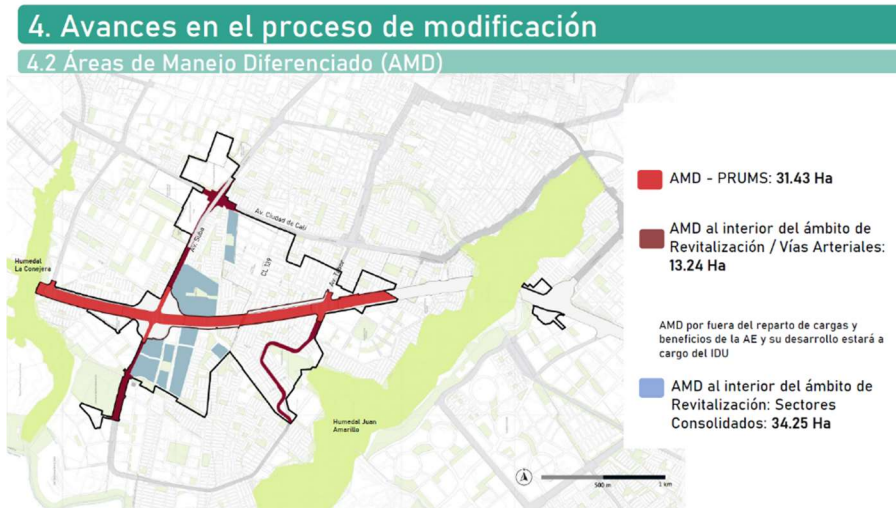 4. Avances en el proceso de modificación
4.2 Áreas de Manejo Diferenciado (AMD)
Av. Ciudad de Cali
Av. Suba
CL 139
Av. Tabor
Humedal
La Conejera
Humedal Juan
Amarillo
500 m
1 km
AMD - PRUMS: 31.43 Ha
AMD al interior del ámbito de
Revitalización / Vías Arteriales:
13.24 Ha
AMD por fuera del reparto de cargas y
beneficios de la AE y su desarrollo estará a
cargo del IDU
AMD al interior del ámbito de
Revitalización: Sectores
Consolidados: 34.25 Ha